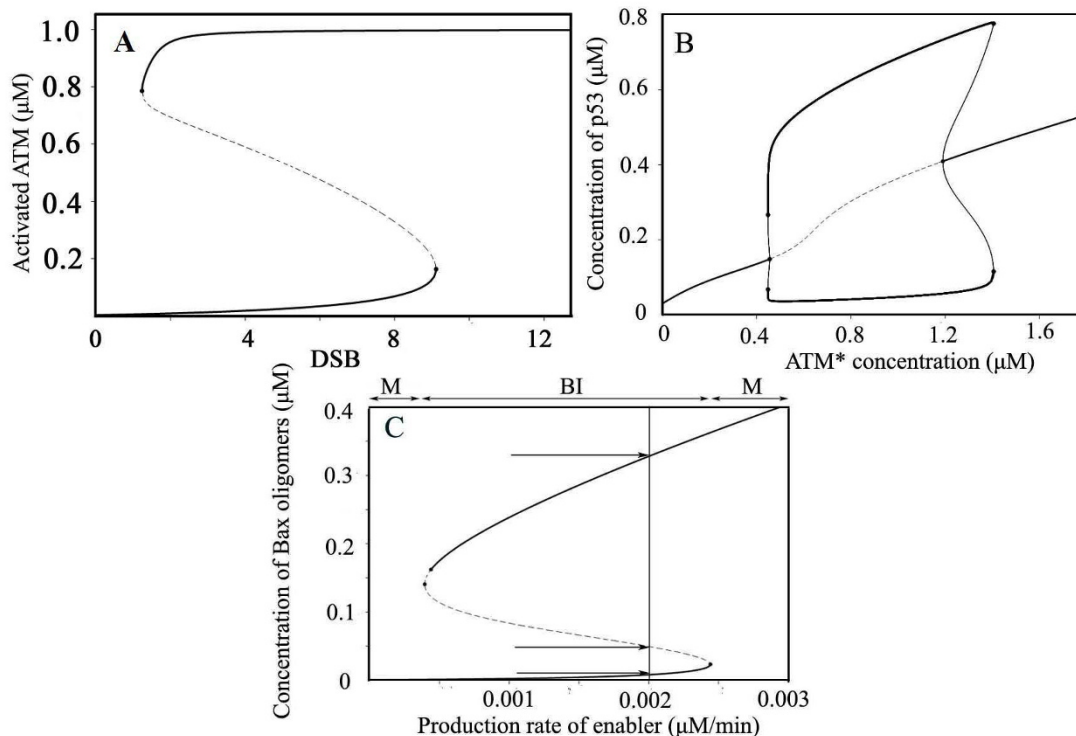 A
Activated ATM (μM)
1.0
0.8
0.6
0.4
0.2
0
4
8
12
DSB
B
Concentration of p53 (μM)
0.8
0.6
0.4
0.2
0
0
0.4
0.8
1.2
1.6
ATM* concentration (μM)
M
BI
M
C
Concentration of Bax oligomers (μM)
0.4
0.3
0.2
0.1
0
0.001
0.002
0.003
Production rate of enabler (μM/min)